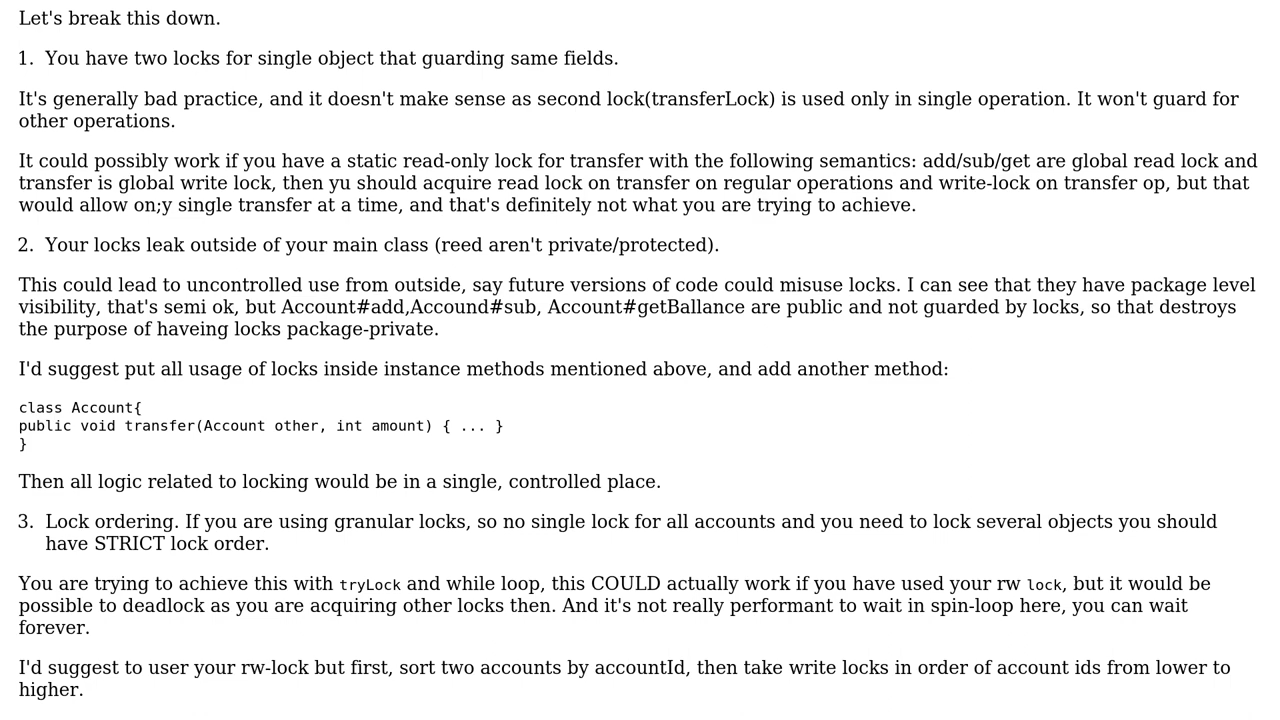 Let's break this down.
1. You have two locks for single object that guarding same fields.
It's generally bad practice, and it doesn't make sense as second lock(transferLock) is used only in single operation. It won't guard for
other operations.
It could possibly work if you have a static read-only lock for transfer with the following semantics: add/sub/get are global read lock and
transfer is global write lock, then yu should acquire read lock on transfer on regular operations and write-lock on transfer op, but that
would allow on;y single transfer at a time, and that's definitely not what you are trying to achieve.
2. Your locks leak outside of your main class (reed aren't private/protected).
This could lead to uncontrolled use from outside, say future versions of code could misuse locks. I can see that they have package level
visibility, that's semi ok, but Account#add,Accound#sub, Account#getBallance are public and not guarded by locks, so that destroys
the purpose of haveing locks package-private.
I'd suggest put all usage of locks inside instance methods mentioned above, and add another method:
class Account{
public void transfer(Account other, int amount) { ... }
}
Then all logic related to locking would be in a single, controlled place.
3. Lock ordering. If you are using granular locks, so no single lock for all accounts and you need to lock several objects you should
have STRICT lock order.
You are trying to achieve this with tryLock and while loop, this COULD actually work if you have used your rw lock, but it would be
possible to deadlock as you are acquiring other locks then. And it's not really performant to wait in spin-loop here, you can wait
forever.
I'd suggest to user your rw-lock but first, sort two accounts by accountId, then take write locks in order of account ids from lower to
higher.